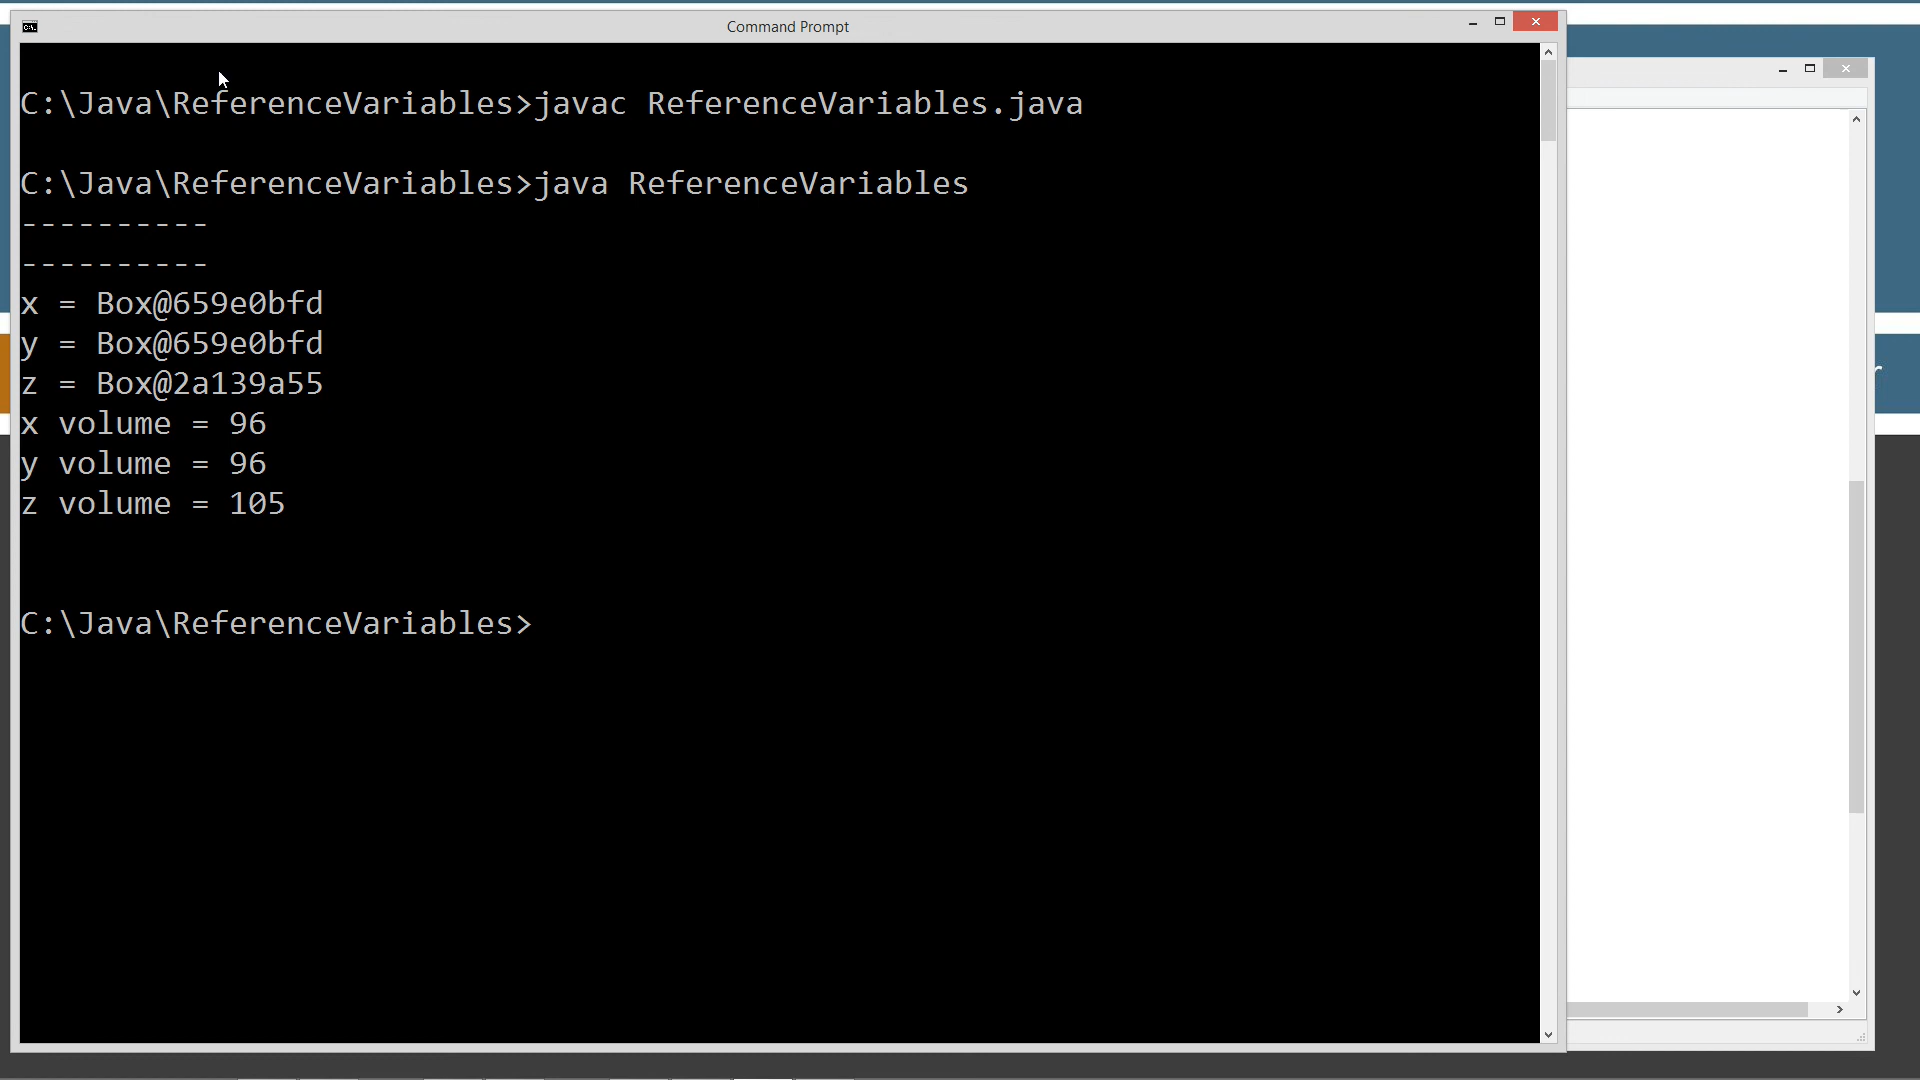 Command Prompt
C:\Java\ReferenceVariables>javac ReferenceVariables.java
C:\Java\ReferenceVariables>java ReferenceVariables
----------
----------
x = Box@659e0bfd
y = Box@659e0bfd
z = Box@2a139a55
x volume = 96
y volume = 96
z volume = 105
C:\Java\ReferenceVariables>
r